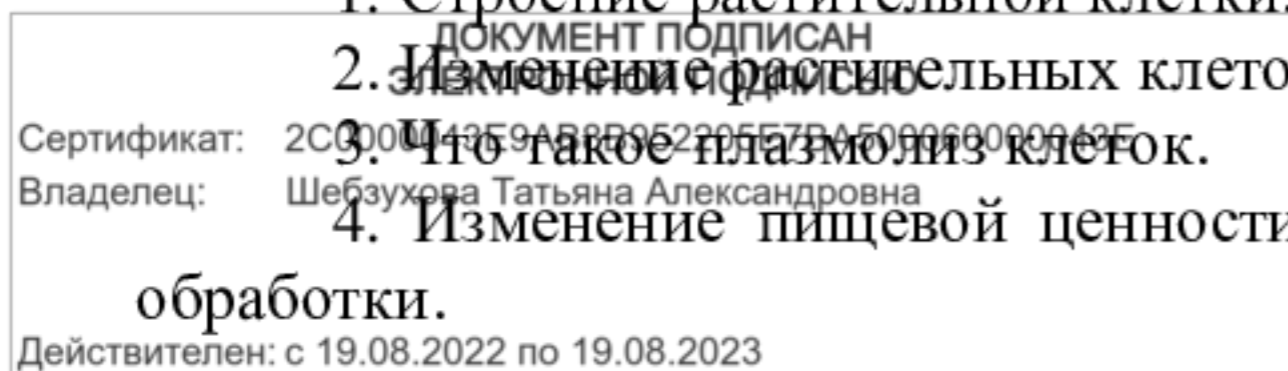 1. Строение растительной клетки.
ДОКУМЕНТ ПОДПИСАН
2. Изменение растительных клето
ЭЛЕКТРОННОЙ ПОДПИСЬЮ
Сертификат: 2C0000043E9AB8B952205E7BA500060000043E
3. Что такое плазмолиз клеток.
Владелец: Шебзухова Татьяна Александровна
4. Изменение пищевой ценности
обработки.
Действителен: с 19.08.2022 по 19.08.2023